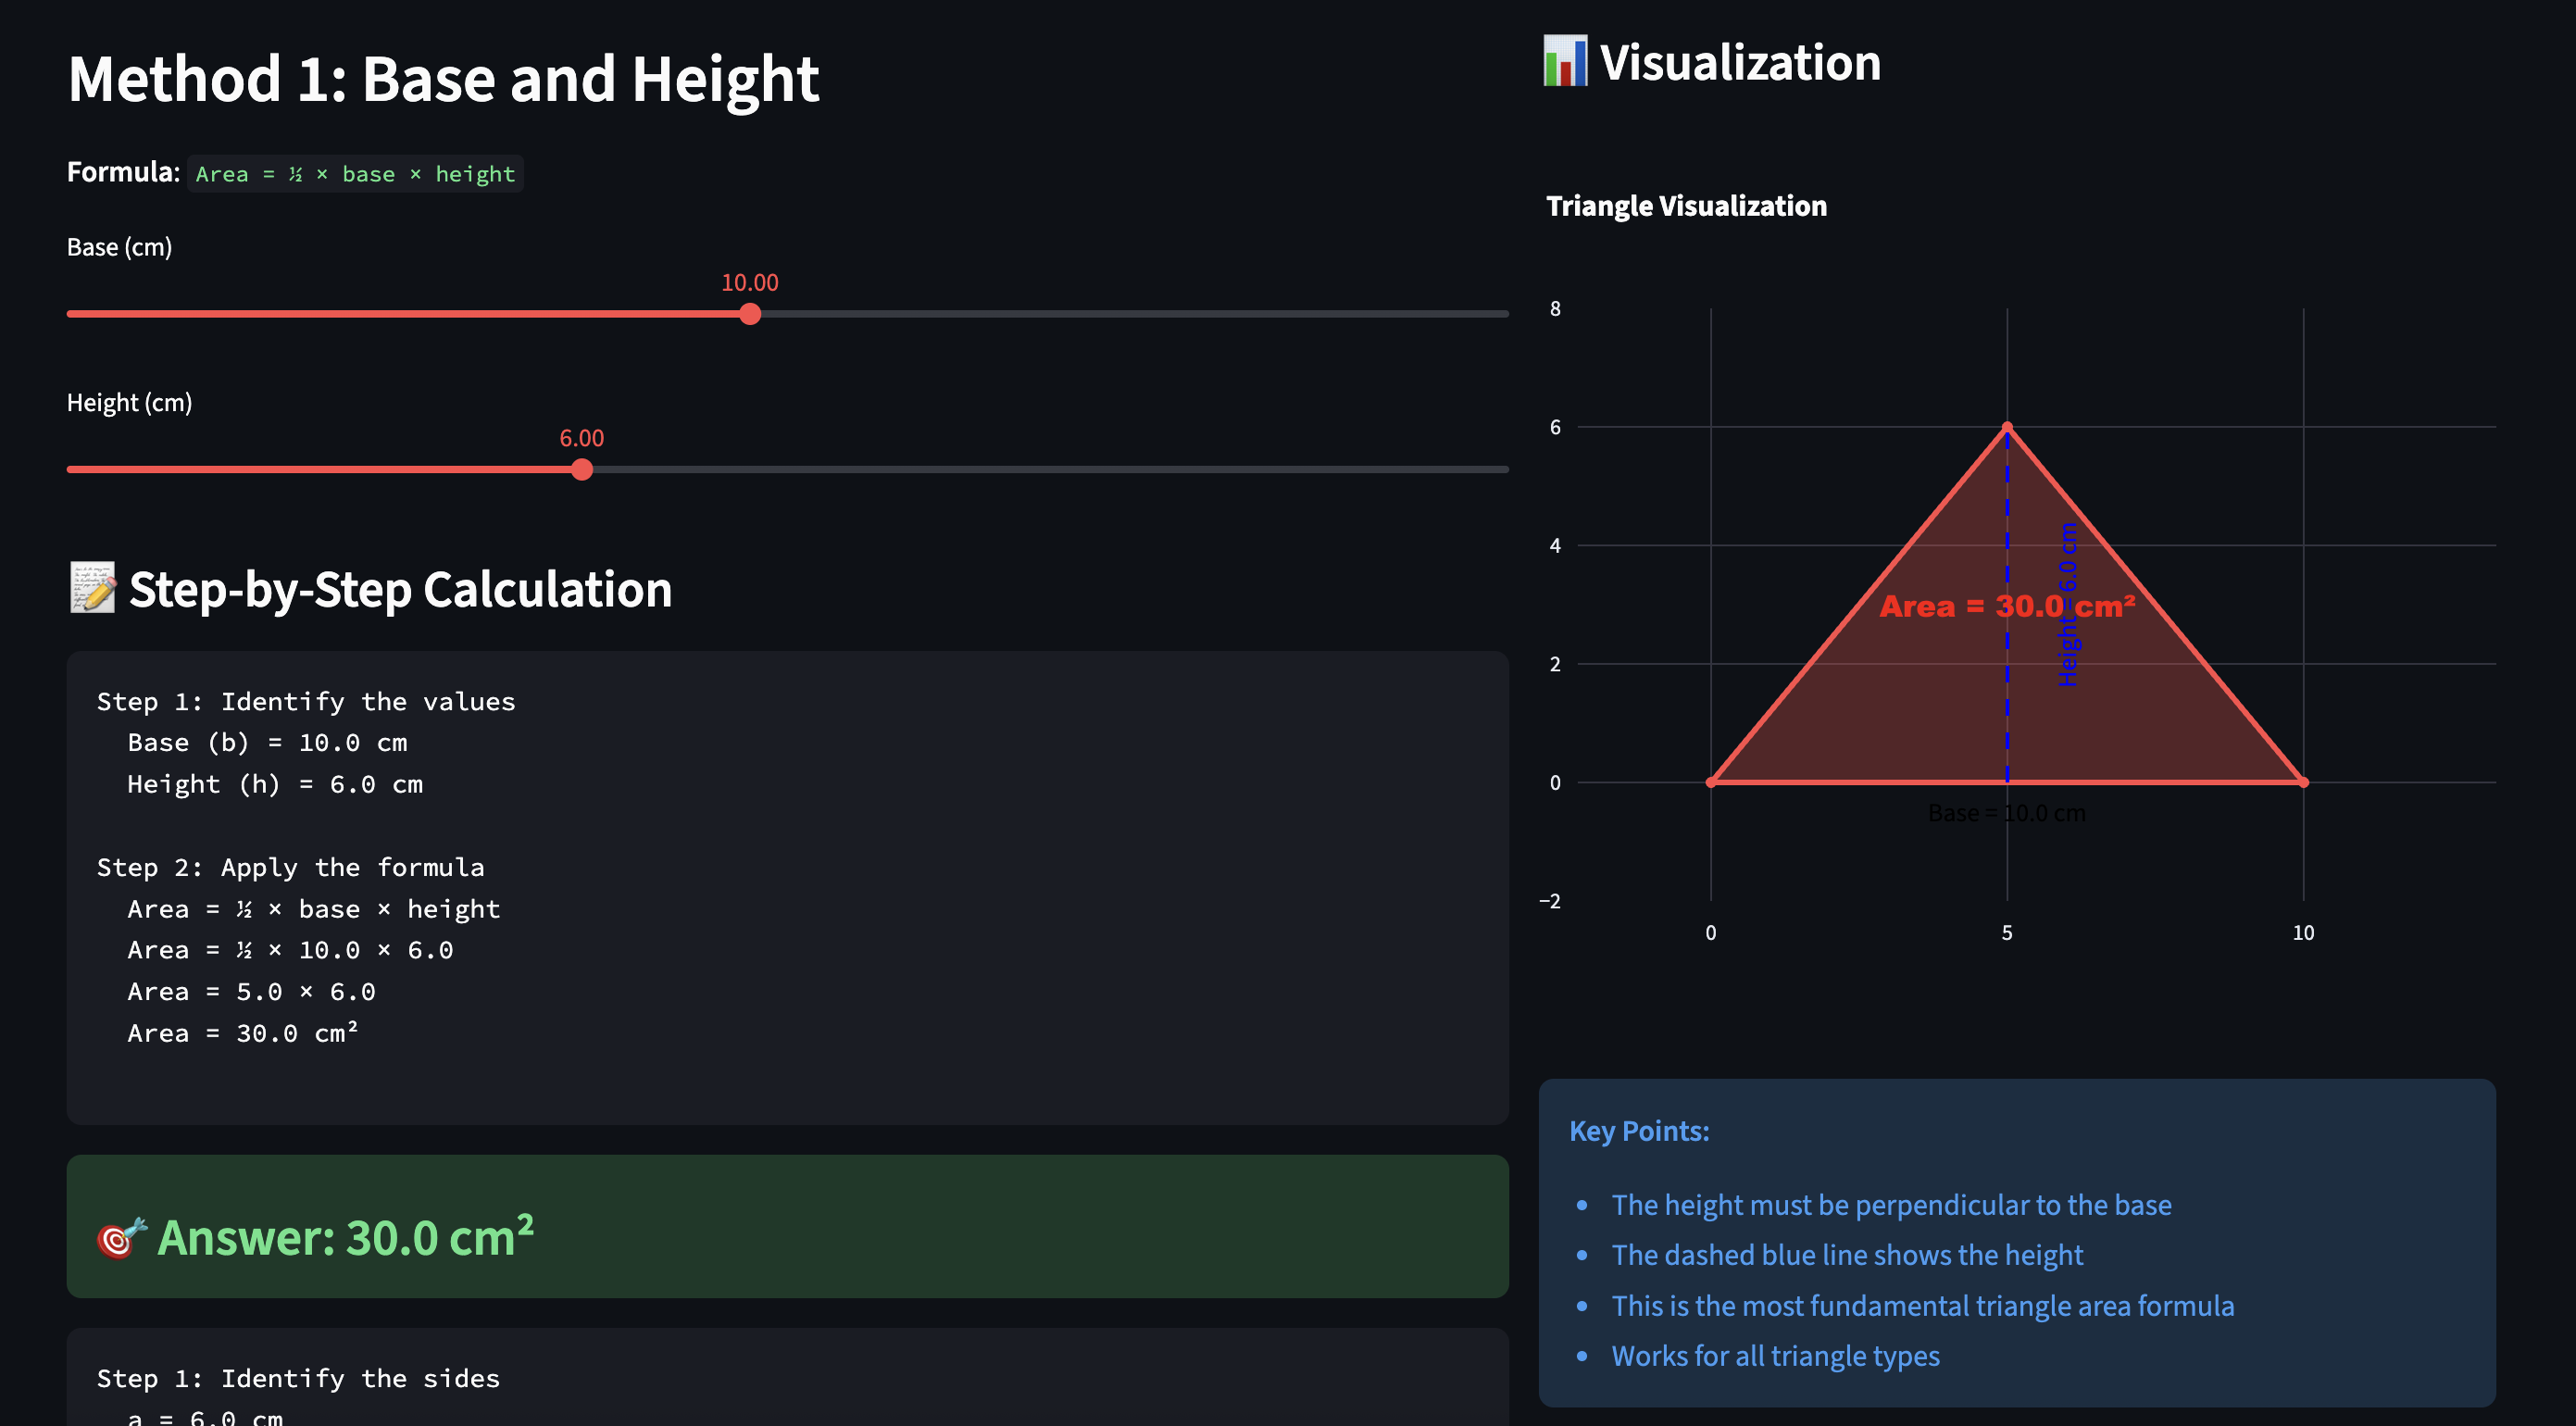 Method 1: Base and Height
Formula: Area = ½ × base × height
Base (cm)
10.00
Height (cm)
6.00
Step-by-Step Calculation
Step 1: Identify the values
Base (b) = 10.0 cm
Height (h) = 6.0 cm
Step 2: Apply the formula
Area = ½ × base × height
Area = ½ × 10.0 × 6.0
Area = 5.0 × 6.0
Area = 30.0 cm²
Answer: 30.0 cm²
Step 1: Identify the sides
a = 6.0 cm
Visualization
Triangle Visualization
8
6
4
2
0
−2
0
5
10
Height = 6.0 cm
Area = 30.0 cm²
Base = 10.0 cm
Key Points:
• The height must be perpendicular to the base
• The dashed blue line shows the height
• This is the most fundamental triangle area formula
• Works for all triangle types